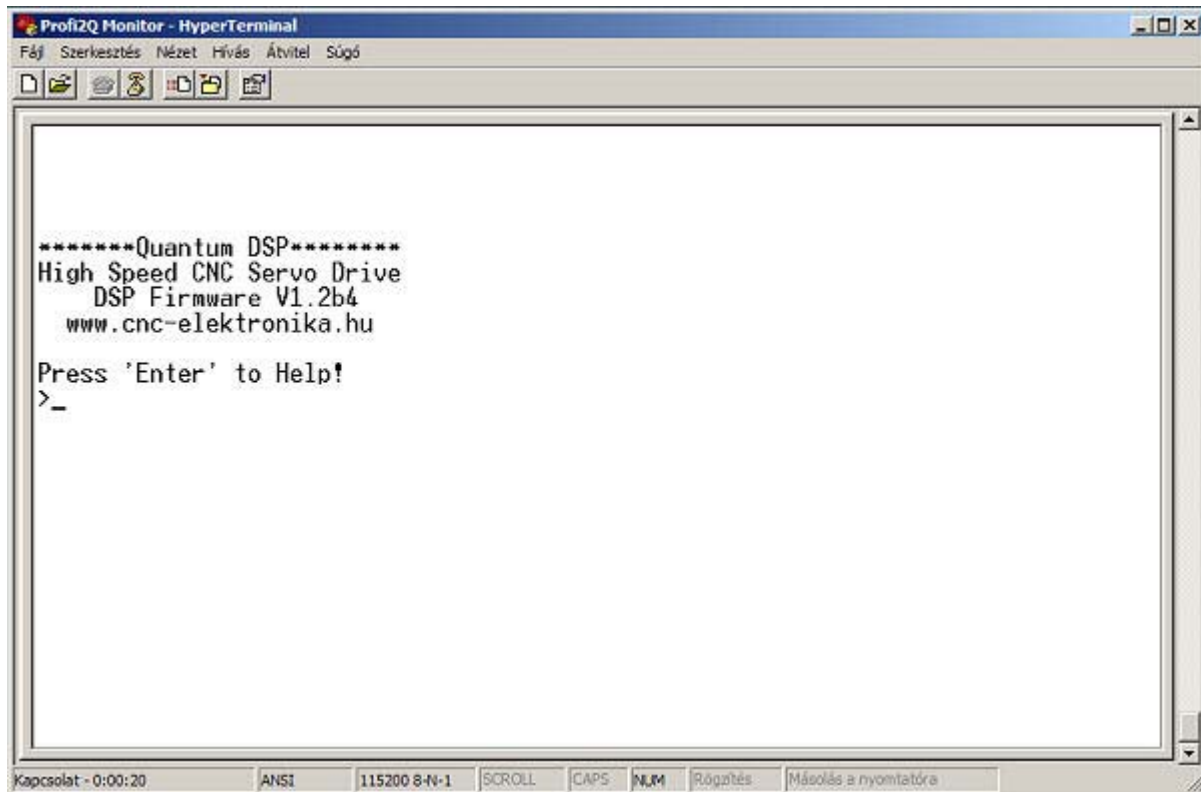 Profi2Q Monitor - HyperTerminal
Fájl Szerkesztés Nézet Hívás Átvitel Súgó
*******Quantum DSP********
High Speed CNC Servo Drive
DSP Firmware V1.2b4
www.cnc-elektronika.hu
Press 'Enter' to Help!
>_
Kapcsolat - 0:00:20 ANSI 115200 8-N-1 SCROLL CAPS NUM Rögzítés Másolás a nyomtatóra